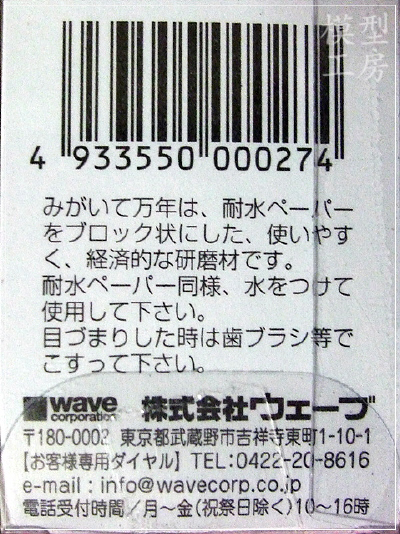 模型
工房
4 933550 000274
みがいて万年は、耐水ペーパー
をブロック状にした、使いやす
く、経済的な研磨材です。
耐水ペーパー同様、水をつけて
使用して下さい。
目づまりした時は歯ブラシ等で
こすって下さい。
wave corporation 株式会社ウェーブ
〒180-0002 東京都武蔵野市吉祥寺東町1-10-1
【お客様専用ダイヤル】 TEL:0422-20-8616
e-mail : info@wavecorp.co.jp
電話受付時間／月〜金(祝祭日除く)10〜16時